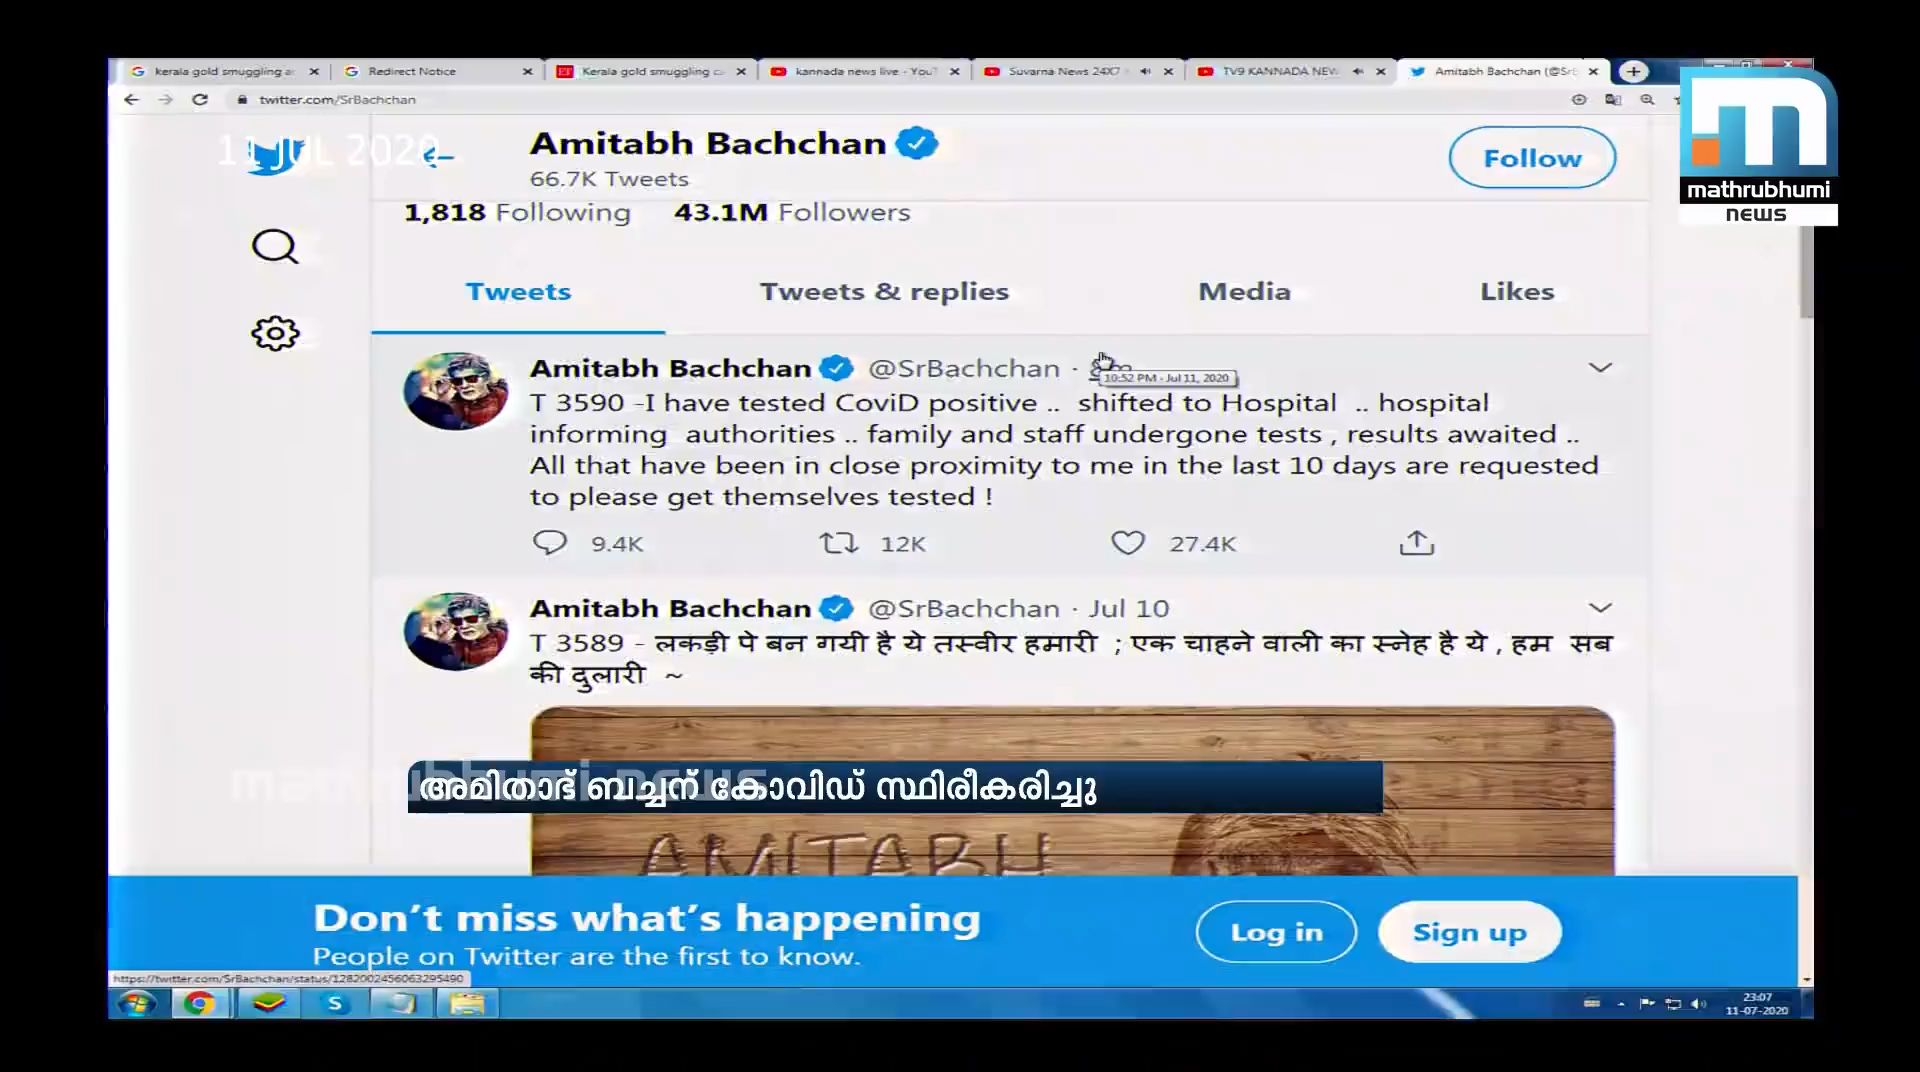 kerala gold smuggling a
Redirect Notice
Kerala gold smuggling c
kannada news live - YouT
Suvarna News 24X7
TV9 KANNADA NEW
Amitabh Bachchan (@SrB
twitter.com/SrBachchan
mathrubhumi
news
11 JUL 2020
Amitabh Bachchan
66.7K Tweets
Follow
1,818 Following 43.1M Followers
Tweets Tweets & replies Media Likes
Amitabh Bachchan @SrBachchan ·
10:52 PM - Jul 11, 2020
T 3590 -I have tested CoviD positive .. shifted to Hospital .. hospital
informing authorities .. family and staff undergone tests , results awaited ..
All that have been in close proximity to me in the last 10 days are requested
to please get themselves tested !
9.4K 12K 27.4K
Amitabh Bachchan @SrBachchan · Jul 10
T 3589 - लकड़ी पे बन गयी है ये तस्वीर हमारी ; एक चाहने वाली का स्नेह है ये , हम सब
की दुलारी ~
mathrubhumi news
അമിതാഭ് ബച്ചന് കോവിഡ് സ്ഥിരീകരിച്ചു
AMITABH
Don't miss what's happening
People on Twitter are the first to know.
Log in Sign up
https://twitter.com/SrBachchan/status/1282002456063295490
23:07
11-07-2020